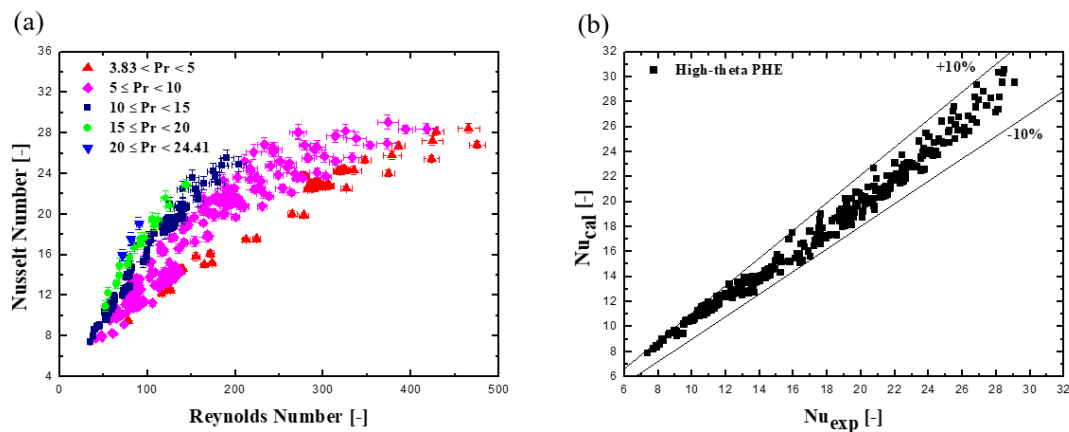 (a)
(b)
36
32
28
24
20
16
12
8
4
Nusselt Number [-]
3.83 < Pr < 5
5 ≤ Pr < 10
10 ≤ Pr < 15
15 ≤ Pr < 20
20 ≤ Pr < 24.41
0 100 200 300 400 500
Reynolds Number [-]
32
30
28
26
24
22
20
18
16
14
12
10
8
6
Nu_cal [-]
High-theta PHE
+10%
-10%
6 8 10 12 14 16 18 20 22 24 26 28 30 32
Nu_exp [-]